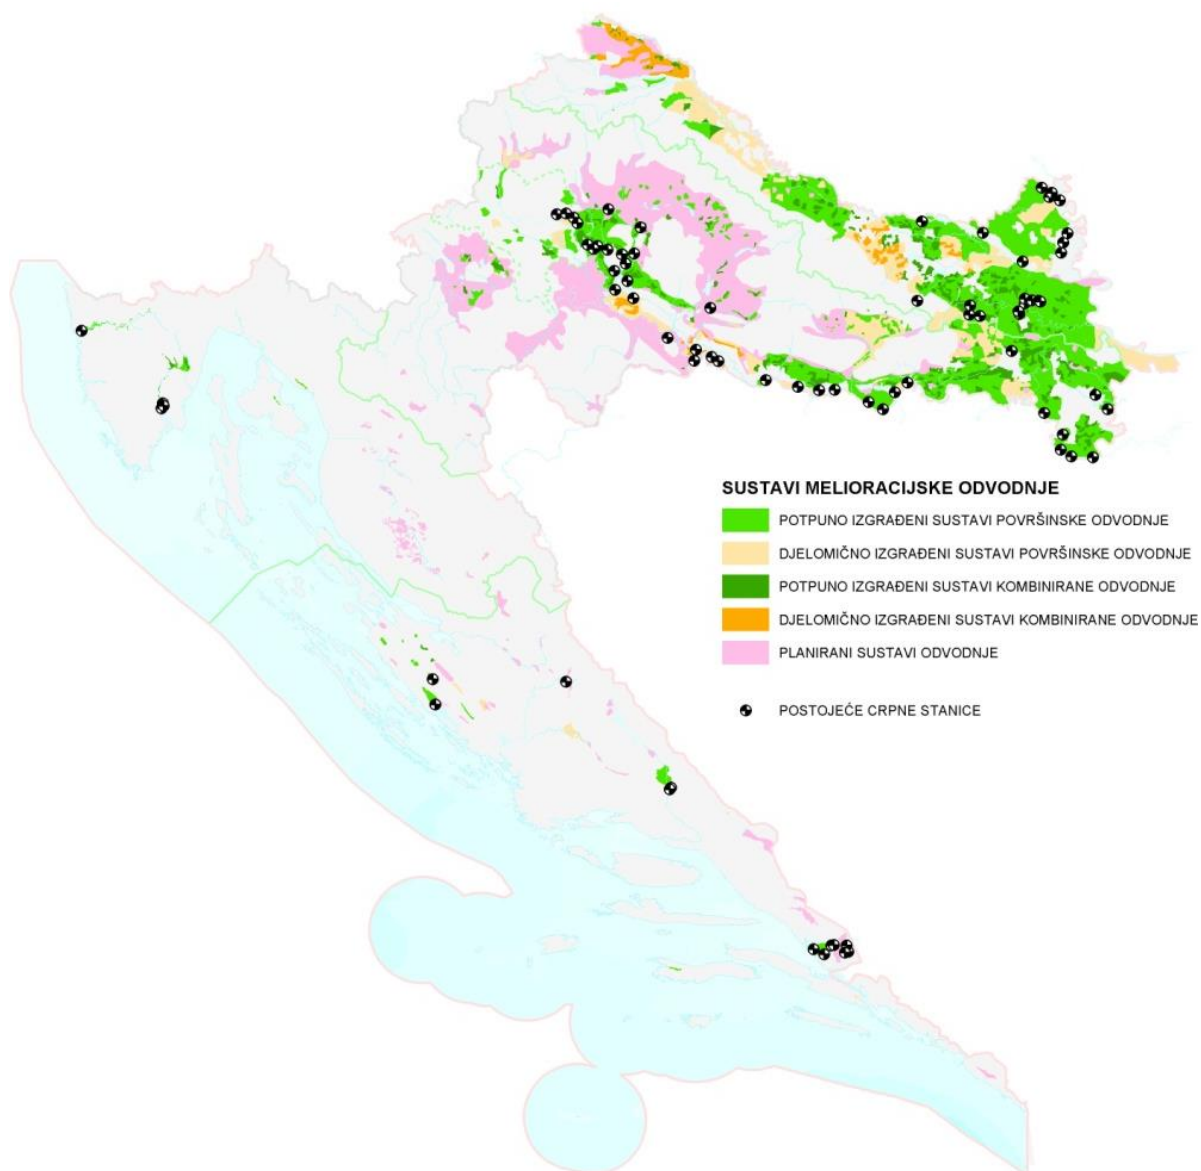 SUSTAVI MELIORACIJSKE ODVODNJE
POTPUNO IZGRAĐENI SUSTAVI POVRŠINSKE ODVODNJE
DJELOMIČNO IZGRAĐENI SUSTAVI POVRŠINSKE ODVODNJE
POTPUNO IZGRAĐENI SUSTAVI KOMBINIRANE ODVODNJE
DJELOMIČNO IZGRAĐENI SUSTAVI KOMBINIRANE ODVODNJE
PLANIRANI SUSTAVI ODVODNJE
POSTOJEĆE CRPNE STANICE